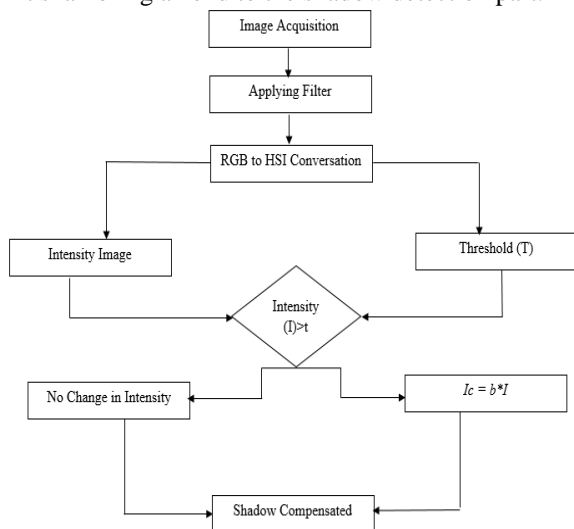 Image Acquisition
Applying Filter
RGB to HSI Conversation
Intensity Image
Threshold (T)
Intensity
(I)>t
No Change in Intensity
Ic = b*I
Shadow Compensated